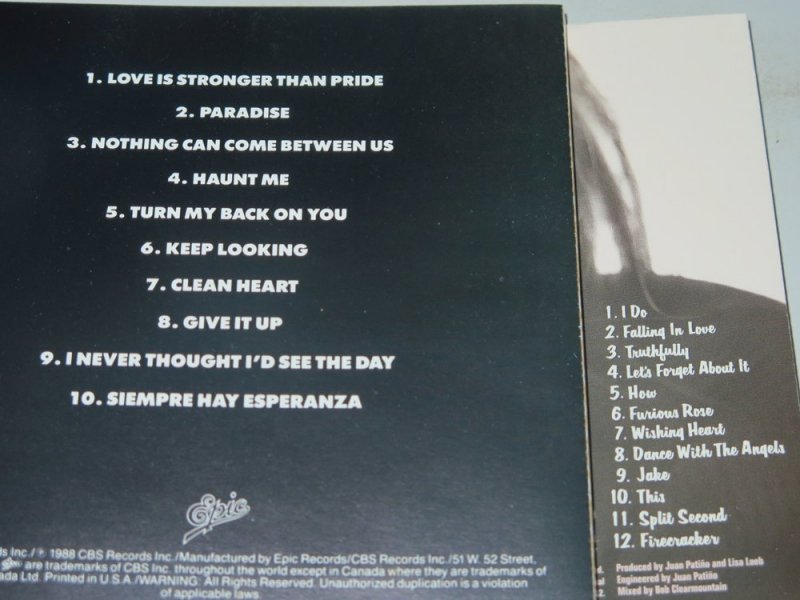 1. LOVE IS STRONGER THAN PRIDE
2. PARADISE
3. NOTHING CAN COME BETWEEN US
4. HAUNT ME
5. TURN MY BACK ON YOU
6. KEEP LOOKING
7. CLEAN HEART
8. GIVE IT UP
9. I NEVER THOUGHT I'D SEE THE DAY
10. SIEMPRE HAY ESPERANZA
Epic
ds Inc./℗ 1988 CBS Records Inc./Manufactured by Epic Records/CBS Records Inc./51 W. 52 Street,
Epic are trademarks of CBS Inc. throughout the world except in Canada where they are trademarks of
ada Ltd. Printed in U.S.A./WARNING: All Rights Reserved. Unauthorized duplication is a violation
of applicable laws.
1. I Do
2. Falling In Love
3. Truthfully
4. Let's Forget About It
5. How
6. Furious Rose
7. Wishing Heart
8. Dance With The Angels
9. Jake
10. This
11. Split Second
12. Firecracker
d. Produced by Juan Patiño and Lisa Loeb
al Engineered by Juan Patiño
2. Mixed by Bob Clearmountain